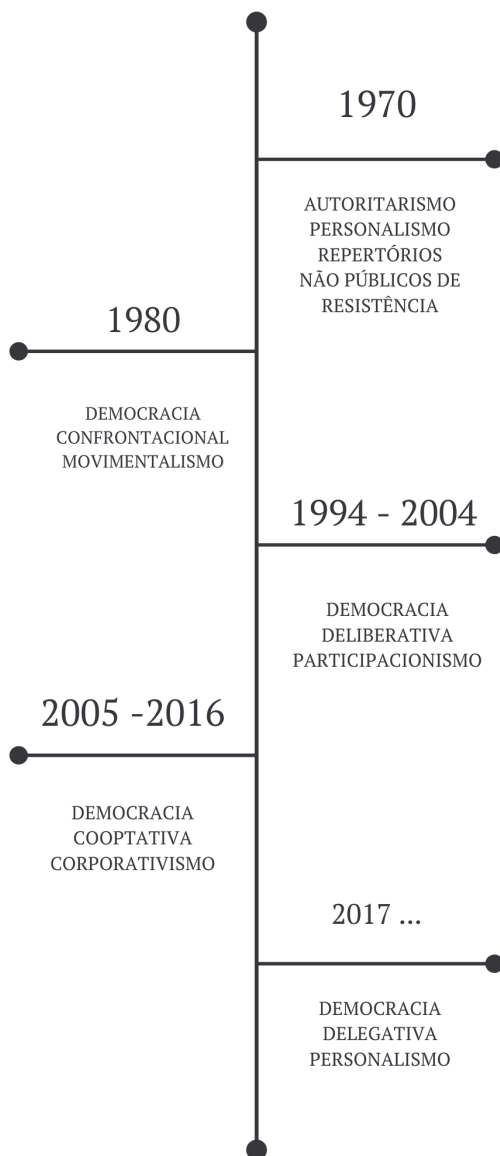 1970
AUTORITARISMO
PERSONALISMO
REPERTÓRIOS
NÃO PÚBLICOS DE
RESISTÊNCIA
1980
DEMOCRACIA
CONFRONTACIONAL
MOVIMENTALISMO
1994 - 2004
DEMOCRACIA
DELIBERATIVA
PARTICIPACIONISMO
2005 -2016
DEMOCRACIA
COOPTATIVA
CORPORATIVISMO
2017 ...
DEMOCRACIA
DELEGATIVA
PERSONALISMO